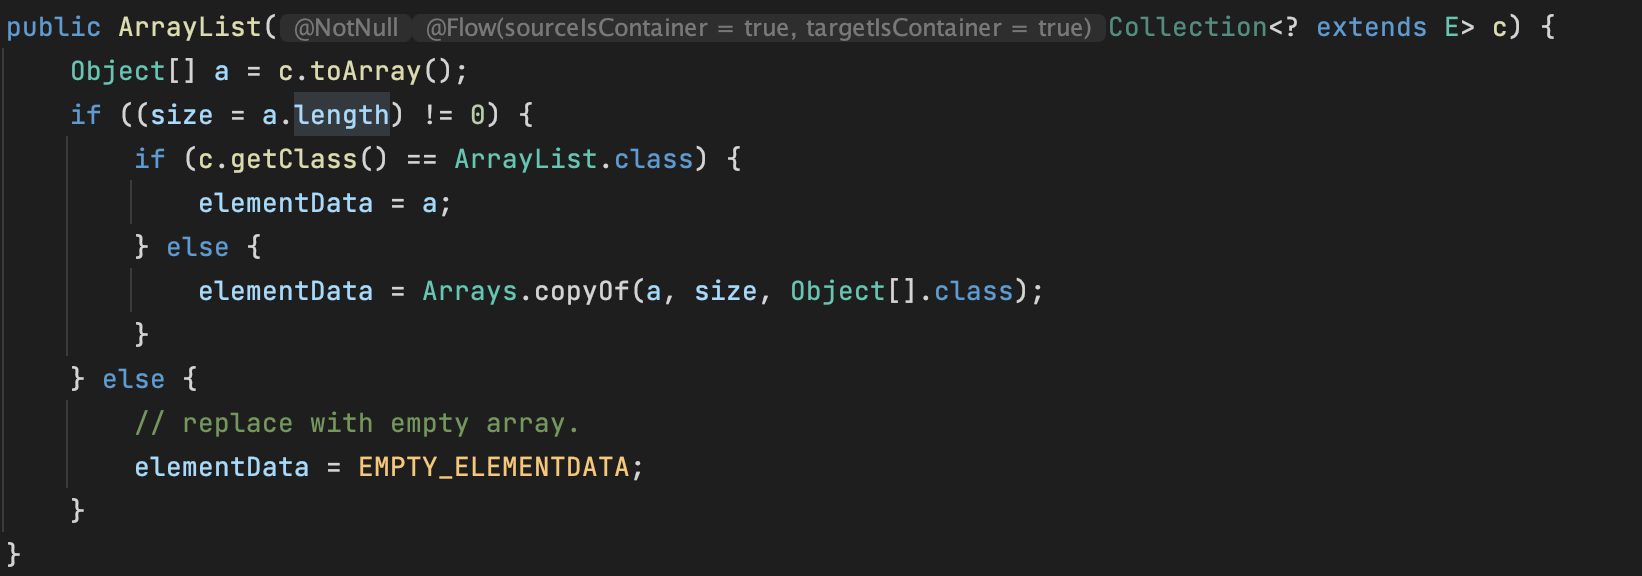 public ArrayList( @NotNull @Flow(sourceIsContainer = true, targetIsContainer = true) Collection<? extends E> c) {
    Object[] a = c.toArray();
    if ((size = a.length) != 0) {
        if (c.getClass() == ArrayList.class) {
            elementData = a;
        } else {
            elementData = Arrays.copyOf(a, size, Object[].class);
        }
    } else {
        // replace with empty array.
        elementData = EMPTY_ELEMENTDATA;
    }
}